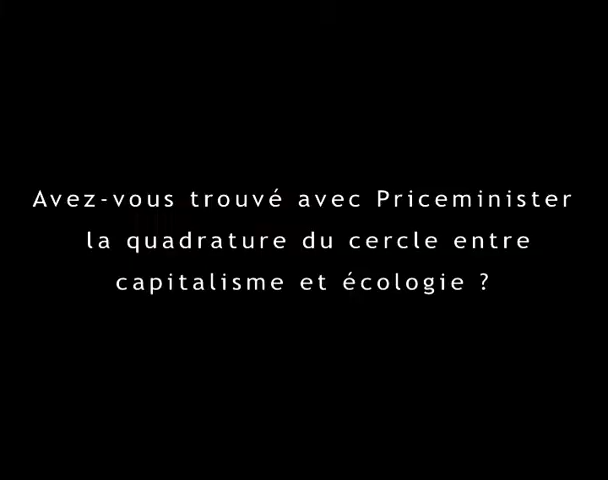 Avez-vous trouvé avec Priceminister
la quadrature du cercle entre
capitalisme et écologie ?